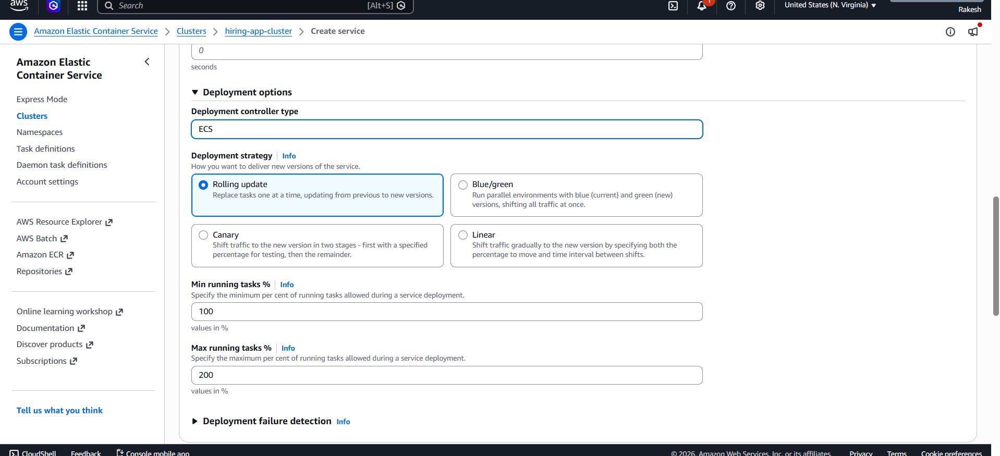 aws
Search
[Alt+S]
1
United States (N. Virginia)
Rakesh
Amazon Elastic Container Service
Clusters
hiring-app-cluster
Create service
Amazon Elastic
Container Service
Express Mode
Clusters
Namespaces
Task definitions
Daemon task definitions
Account settings
AWS Resource Explorer
AWS Batch
Amazon ECR
Repositories
Online learning workshop
Documentation
Discover products
Subscriptions
Tell us what you think
0
seconds
Deployment options
Deployment controller type
ECS
Deployment strategy Info
How you want to deliver new versions of the service.
Rolling update
Replace tasks one at a time, updating from previous to new versions.
Blue/green
Run parallel environments with blue (current) and green (new)
versions, shifting all traffic at once.
Canary
Shift traffic to the new version in two stages - first with a specified
percentage for testing, then the remainder.
Linear
Shift traffic gradually to the new version by specifying both the
percentage to move and time interval between shifts.
Min running tasks % Info
Specify the minimum per cent of running tasks allowed during a service deployment.
100
values in %
Max running tasks % Info
Specify the maximum per cent of running tasks allowed during a service deployment.
200
values in %
Deployment failure detection Info
CloudShell
Feedback
Console mobile app
© 2026, Amazon Web Services, Inc. or its affiliates.
Privacy
Terms
Cookie preferences